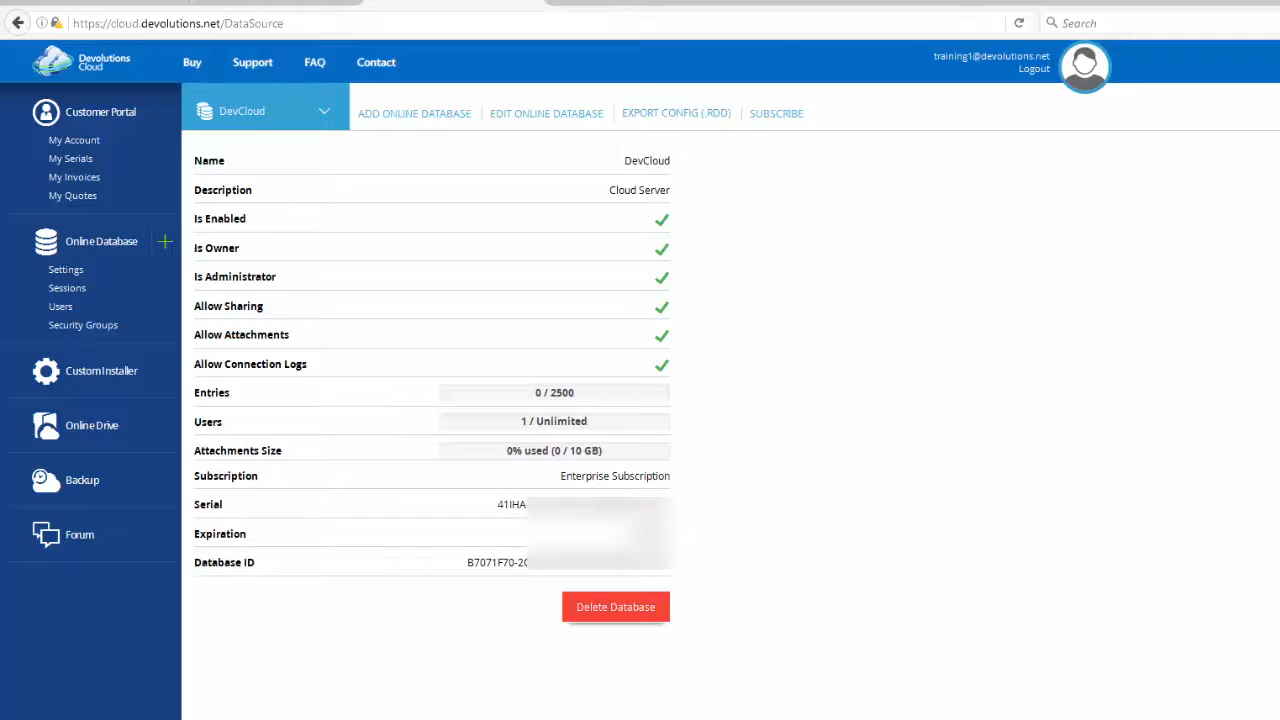 https://cloud.devolutions.net/DataSource
Search
Devolutions
Cloud
Buy Support FAQ Contact
training1@devolutions.net
Logout
Customer Portal
My Account
My Serials
My Invoices
My Quotes
Online Database
Settings
Sessions
Users
Security Groups
Custom Installer
Online Drive
Backup
Forum
DevCloud
ADD ONLINE DATABASE EDIT ONLINE DATABASE EXPORT CONFIG (.RDD) SUBSCRIBE
Name DevCloud
Description Cloud Server
Is Enabled
Is Owner
Is Administrator
Allow Sharing
Allow Attachments
Allow Connection Logs
Entries 0 / 2500
Users 1 / Unlimited
Attachments Size 0% used (0 / 10 GB)
Subscription Enterprise Subscription
Serial 41IHA
Expiration
Database ID B7071F70-20
Delete Database